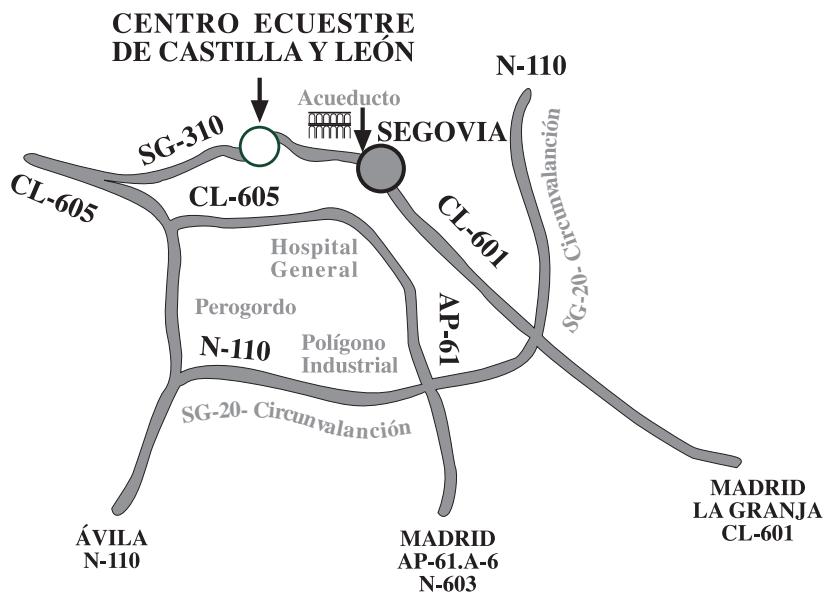 CENTRO ECUESTRE
DE CASTILLA Y LEÓN
N-110
Acueducto
SEGOVIA
SG-310
CL-605
CL-605
CL-601
SG-20- Circunvalanción
Hospital
General
AP-61
Perogordo
N-110
Polígono
Industrial
SG-20- Circunvalanción
ÁVILA
N-110
MADRID
AP-61.A-6
N-603
MADRID
LA GRANJA
CL-601